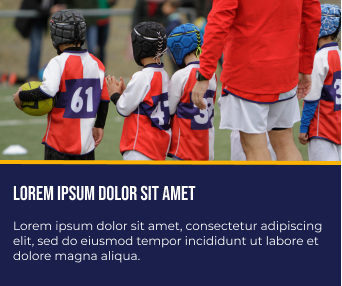 61
LOREM IPSUM DOLOR SIT AMET
Lorem ipsum dolor sit amet, consectetur adipiscing
elit, sed do eiusmod tempor incididunt ut labore et
dolore magna aliqua.